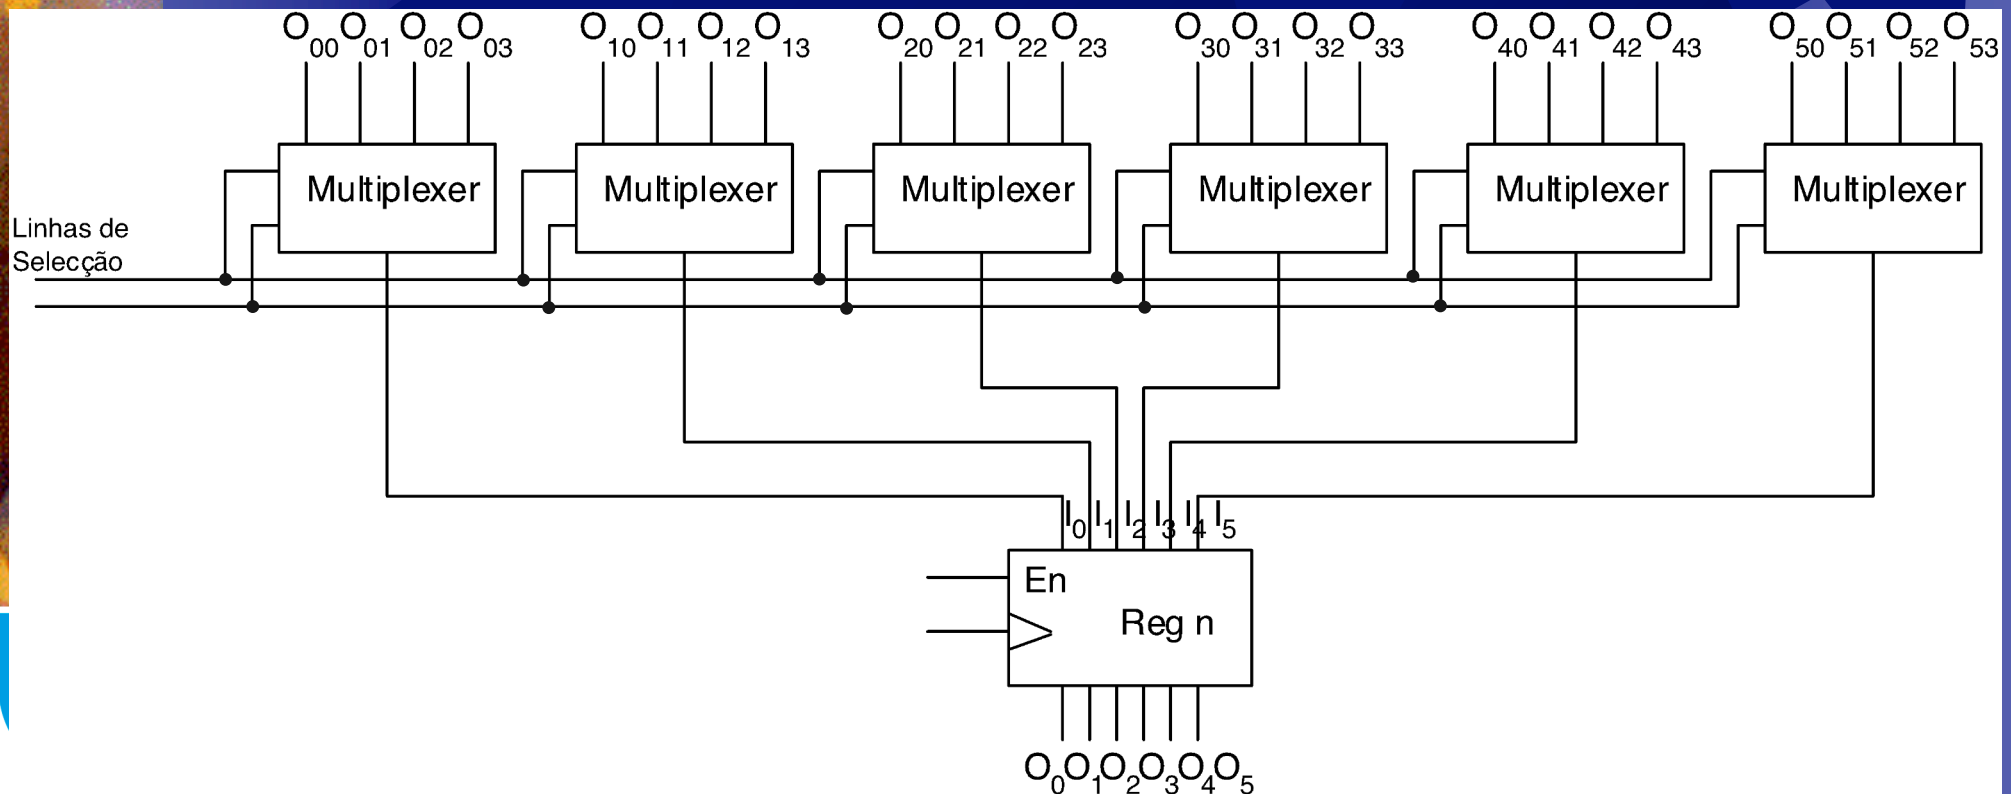 O00 O01 O02 O03 O10 O11 O12 O13 O20 O21 O22 O23 O30 O31 O32 O33 O40 O41 O42 O43 O50 O51 O52 O53
Multiplexer Multiplexer Multiplexer Multiplexer Multiplexer Multiplexer
Linhas de
Selecção
I0 I1 I2 I3 I4 I5
En
Reg n
O0 O1 O2 O3 O4 O5